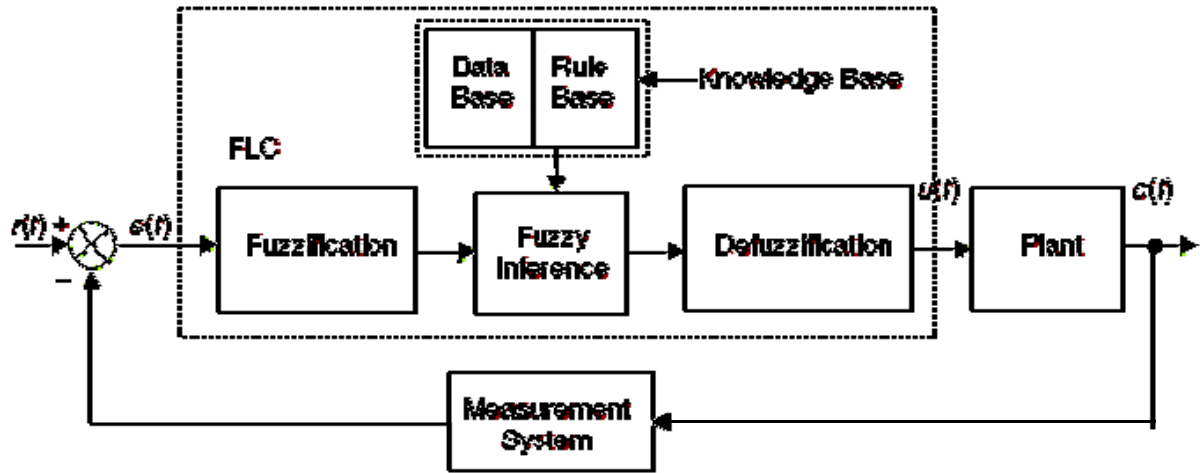 Data
Base
Rule
Base
Knowledge Base
FLC
r(t) +
e(t)
Fuzzification
Fuzzy
Inference
Defuzzification
u(t)
Plant
c(t)
−
Measurement
System